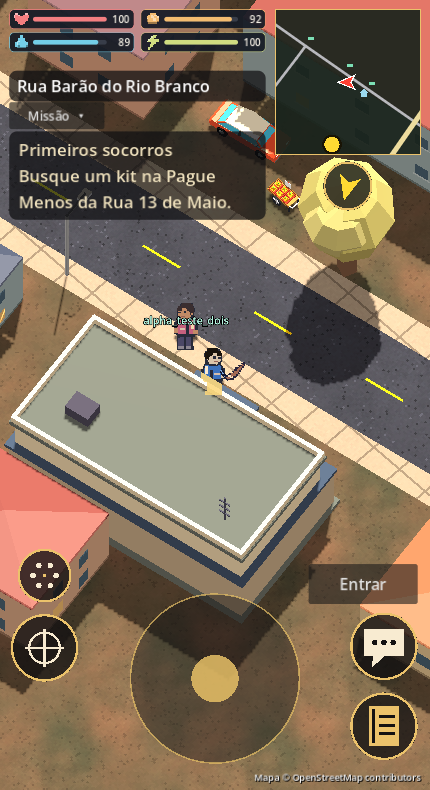 100
92
89
100
Rua Barão do Rio Branco
Missão
Primeiros socorros
Busque um kit na Pague
Menos da Rua 13 de Maio.
alpha_teste_dois
Entrar
Mapa © OpenStreetMap contributors